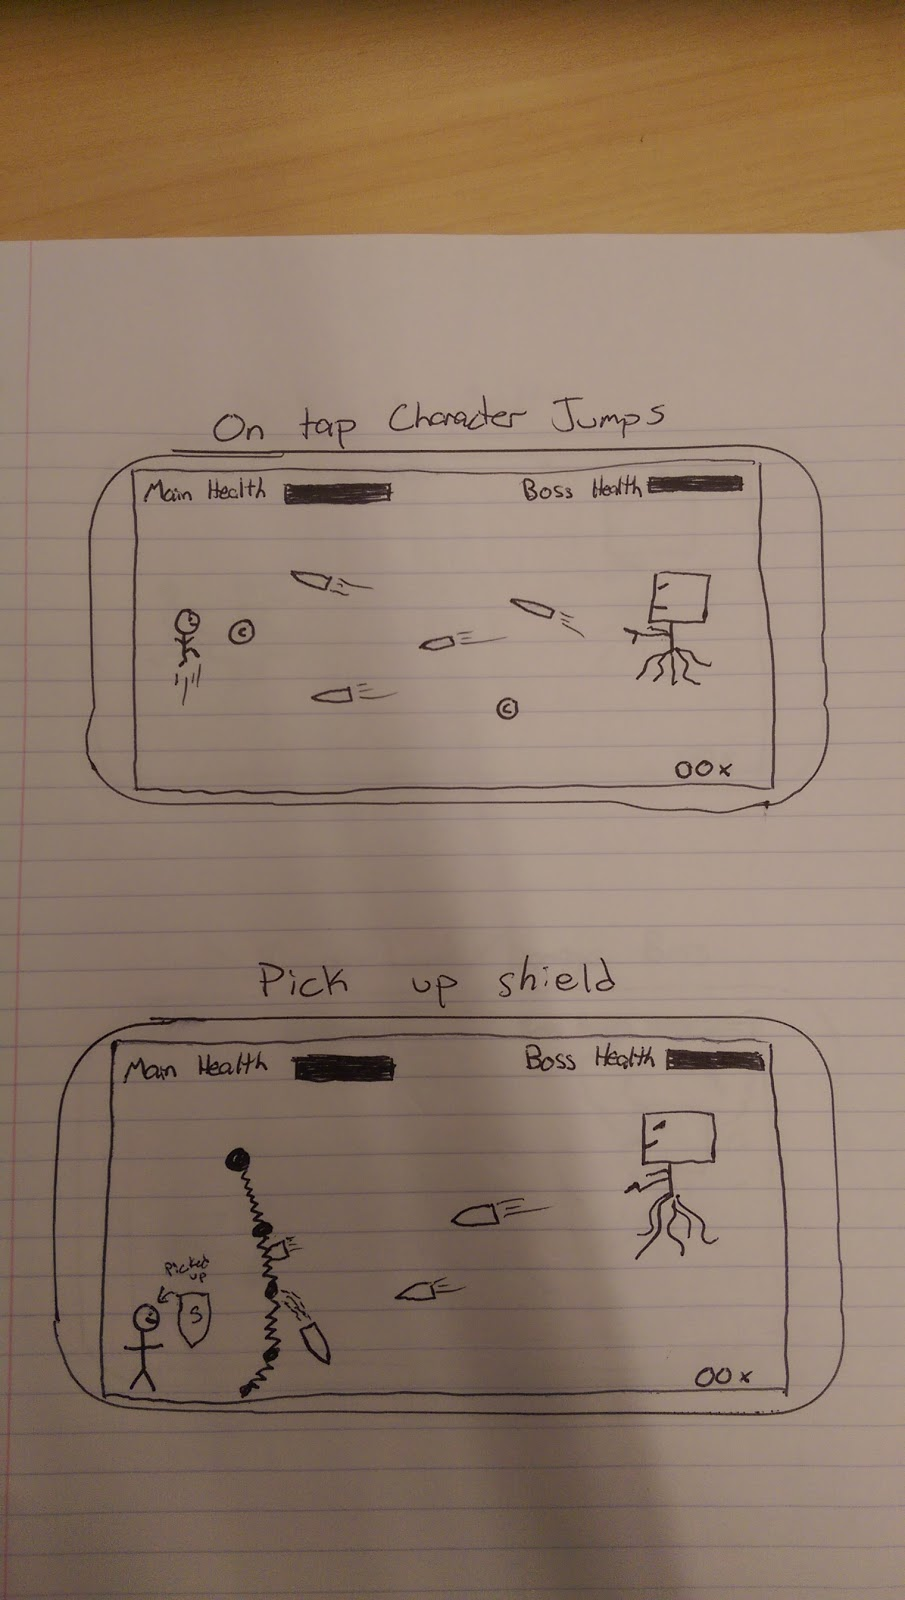 On tap Character Jumps
Main Health Boss Health
C
C
00x
Pick up shield
Main Health Boss Health
Picked
up
S
00x